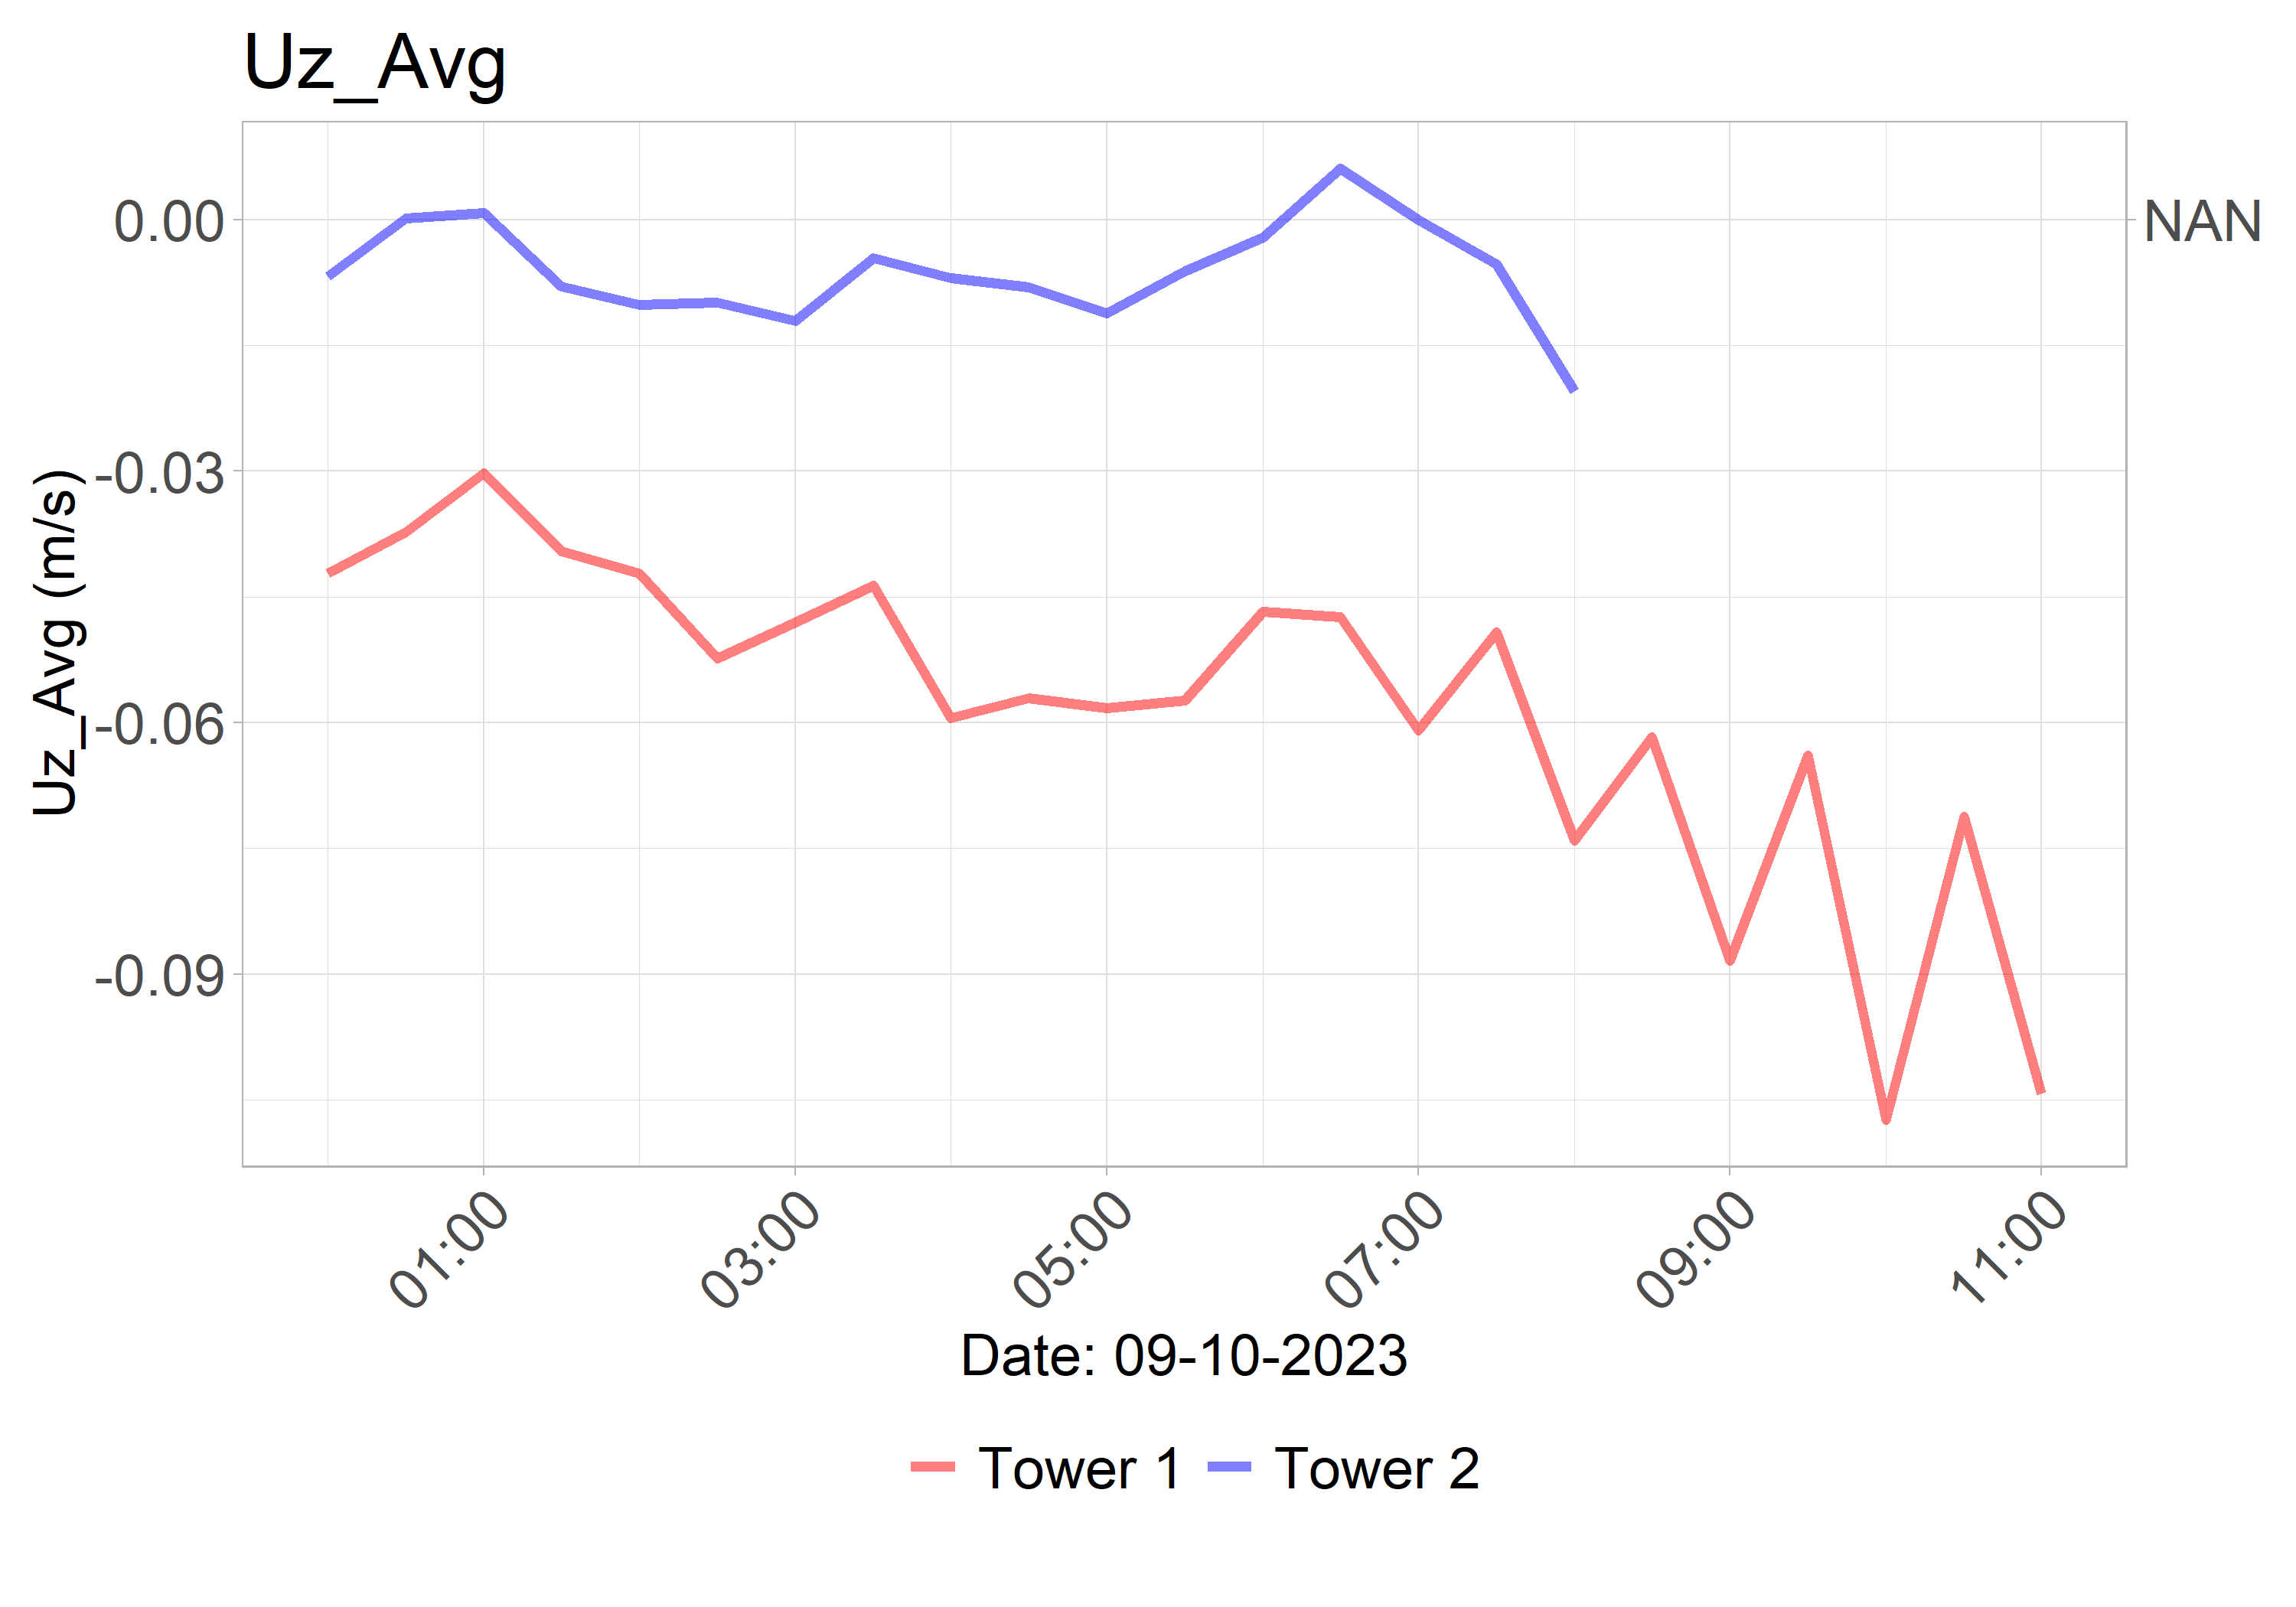 Uz_Avg
0.00
-0.03
-0.06
-0.09
NAN
Uz_Avg (m/s)
01:00 03:00 05:00 07:00 09:00 11:00
Date: 09-10-2023
Tower 1 Tower 2